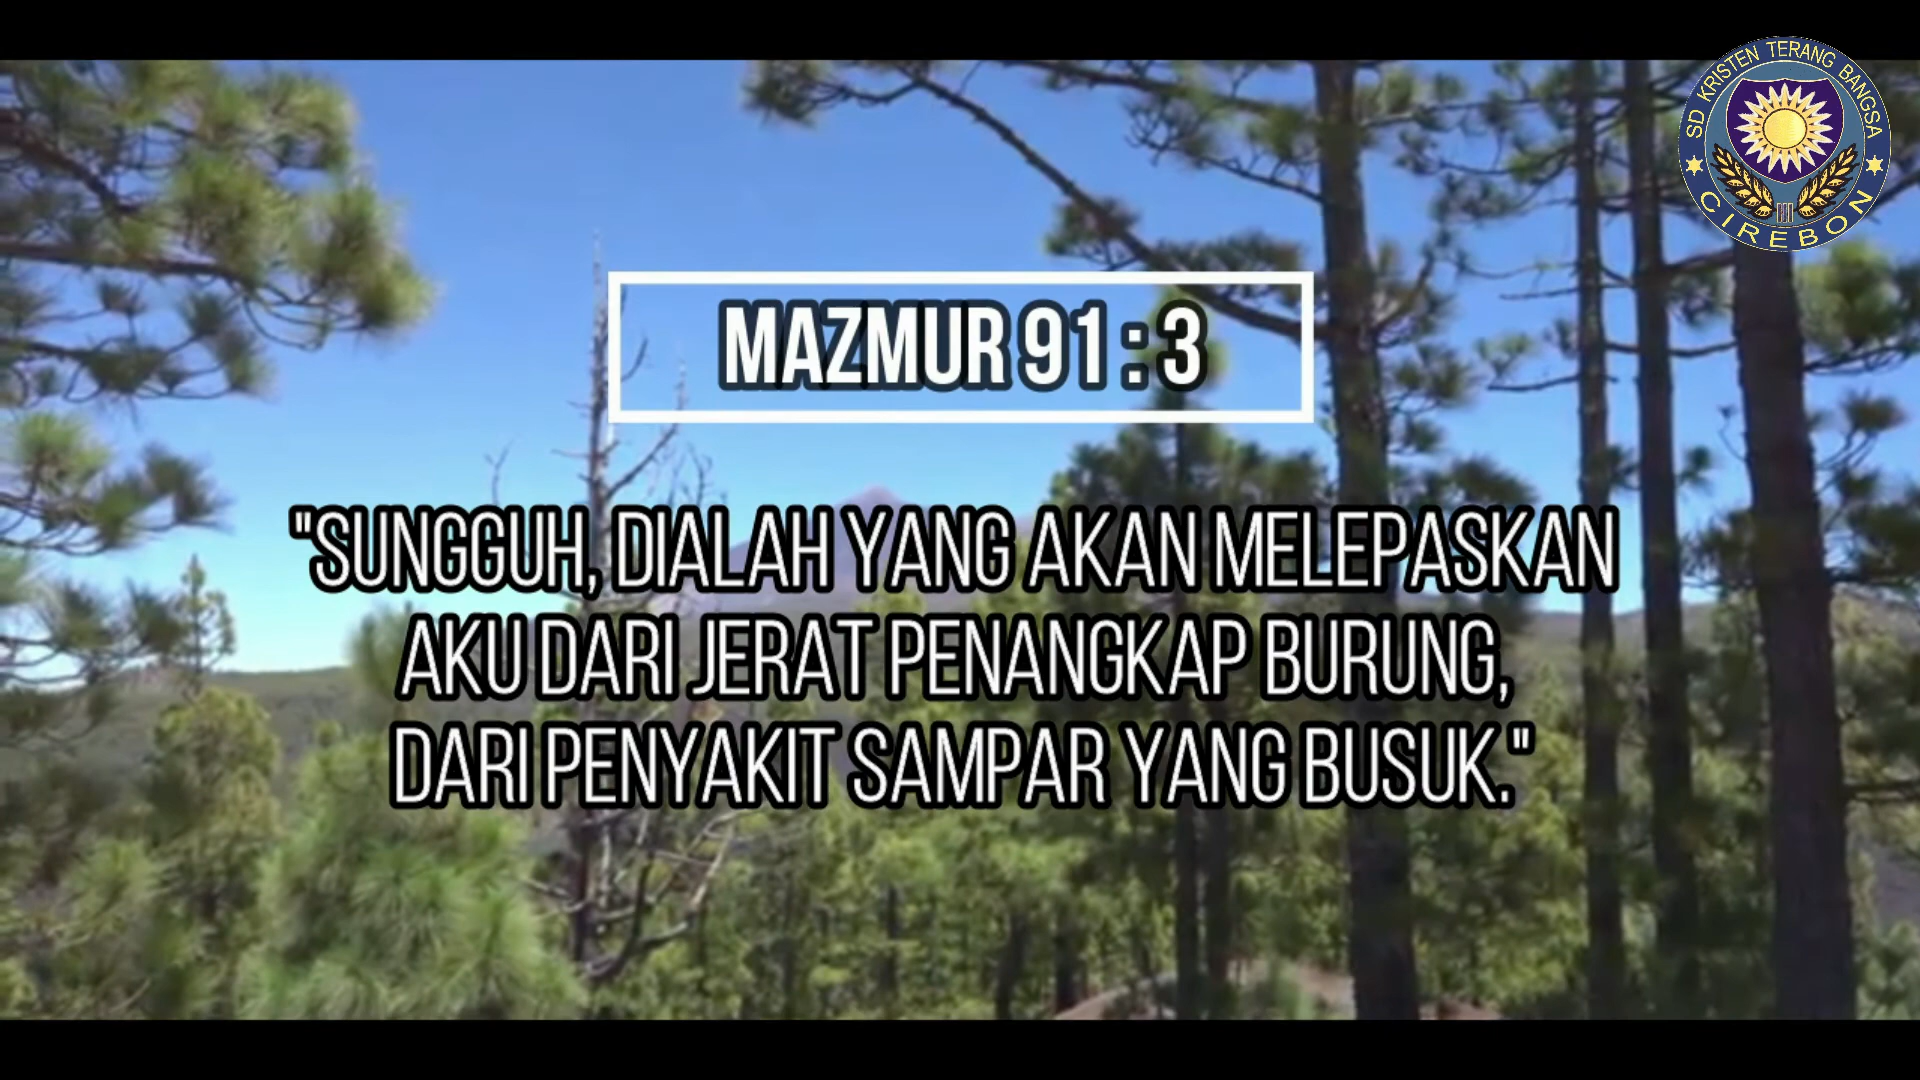 SD KRISTEN TERANG BANGSA
CIREBON
MAZMUR 91 : 3
"SUNGGUH, DIALAH YANG AKAN MELEPASKAN
AKU DARI JERAT PENANGKAP BURUNG,
DARI PENYAKIT SAMPAR YANG BUSUK."